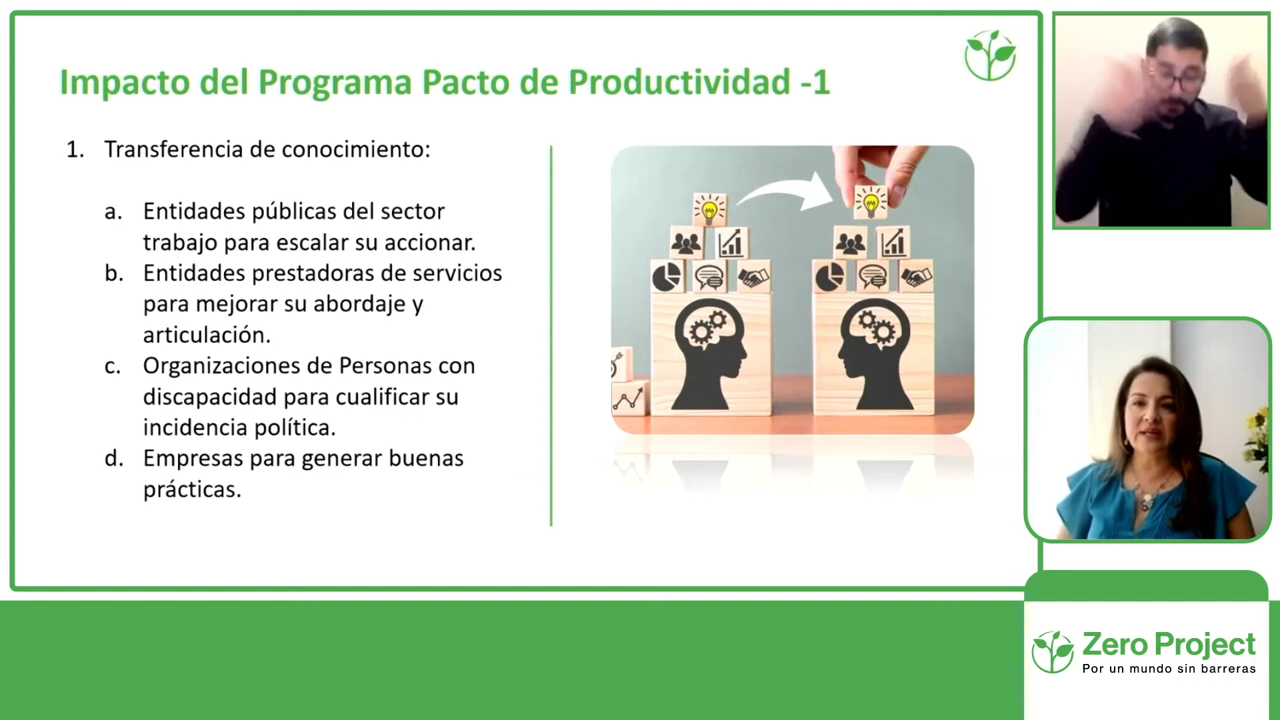 Impacto del Programa Pacto de Productividad -1
1. Transferencia de conocimiento:
a. Entidades públicas del sector
trabajo para escalar su accionar.
b. Entidades prestadoras de servicios
para mejorar su abordaje y
articulación.
c. Organizaciones de Personas con
discapacidad para cualificar su
incidencia política.
d. Empresas para generar buenas
prácticas.
Zero Project
Por un mundo sin barreras